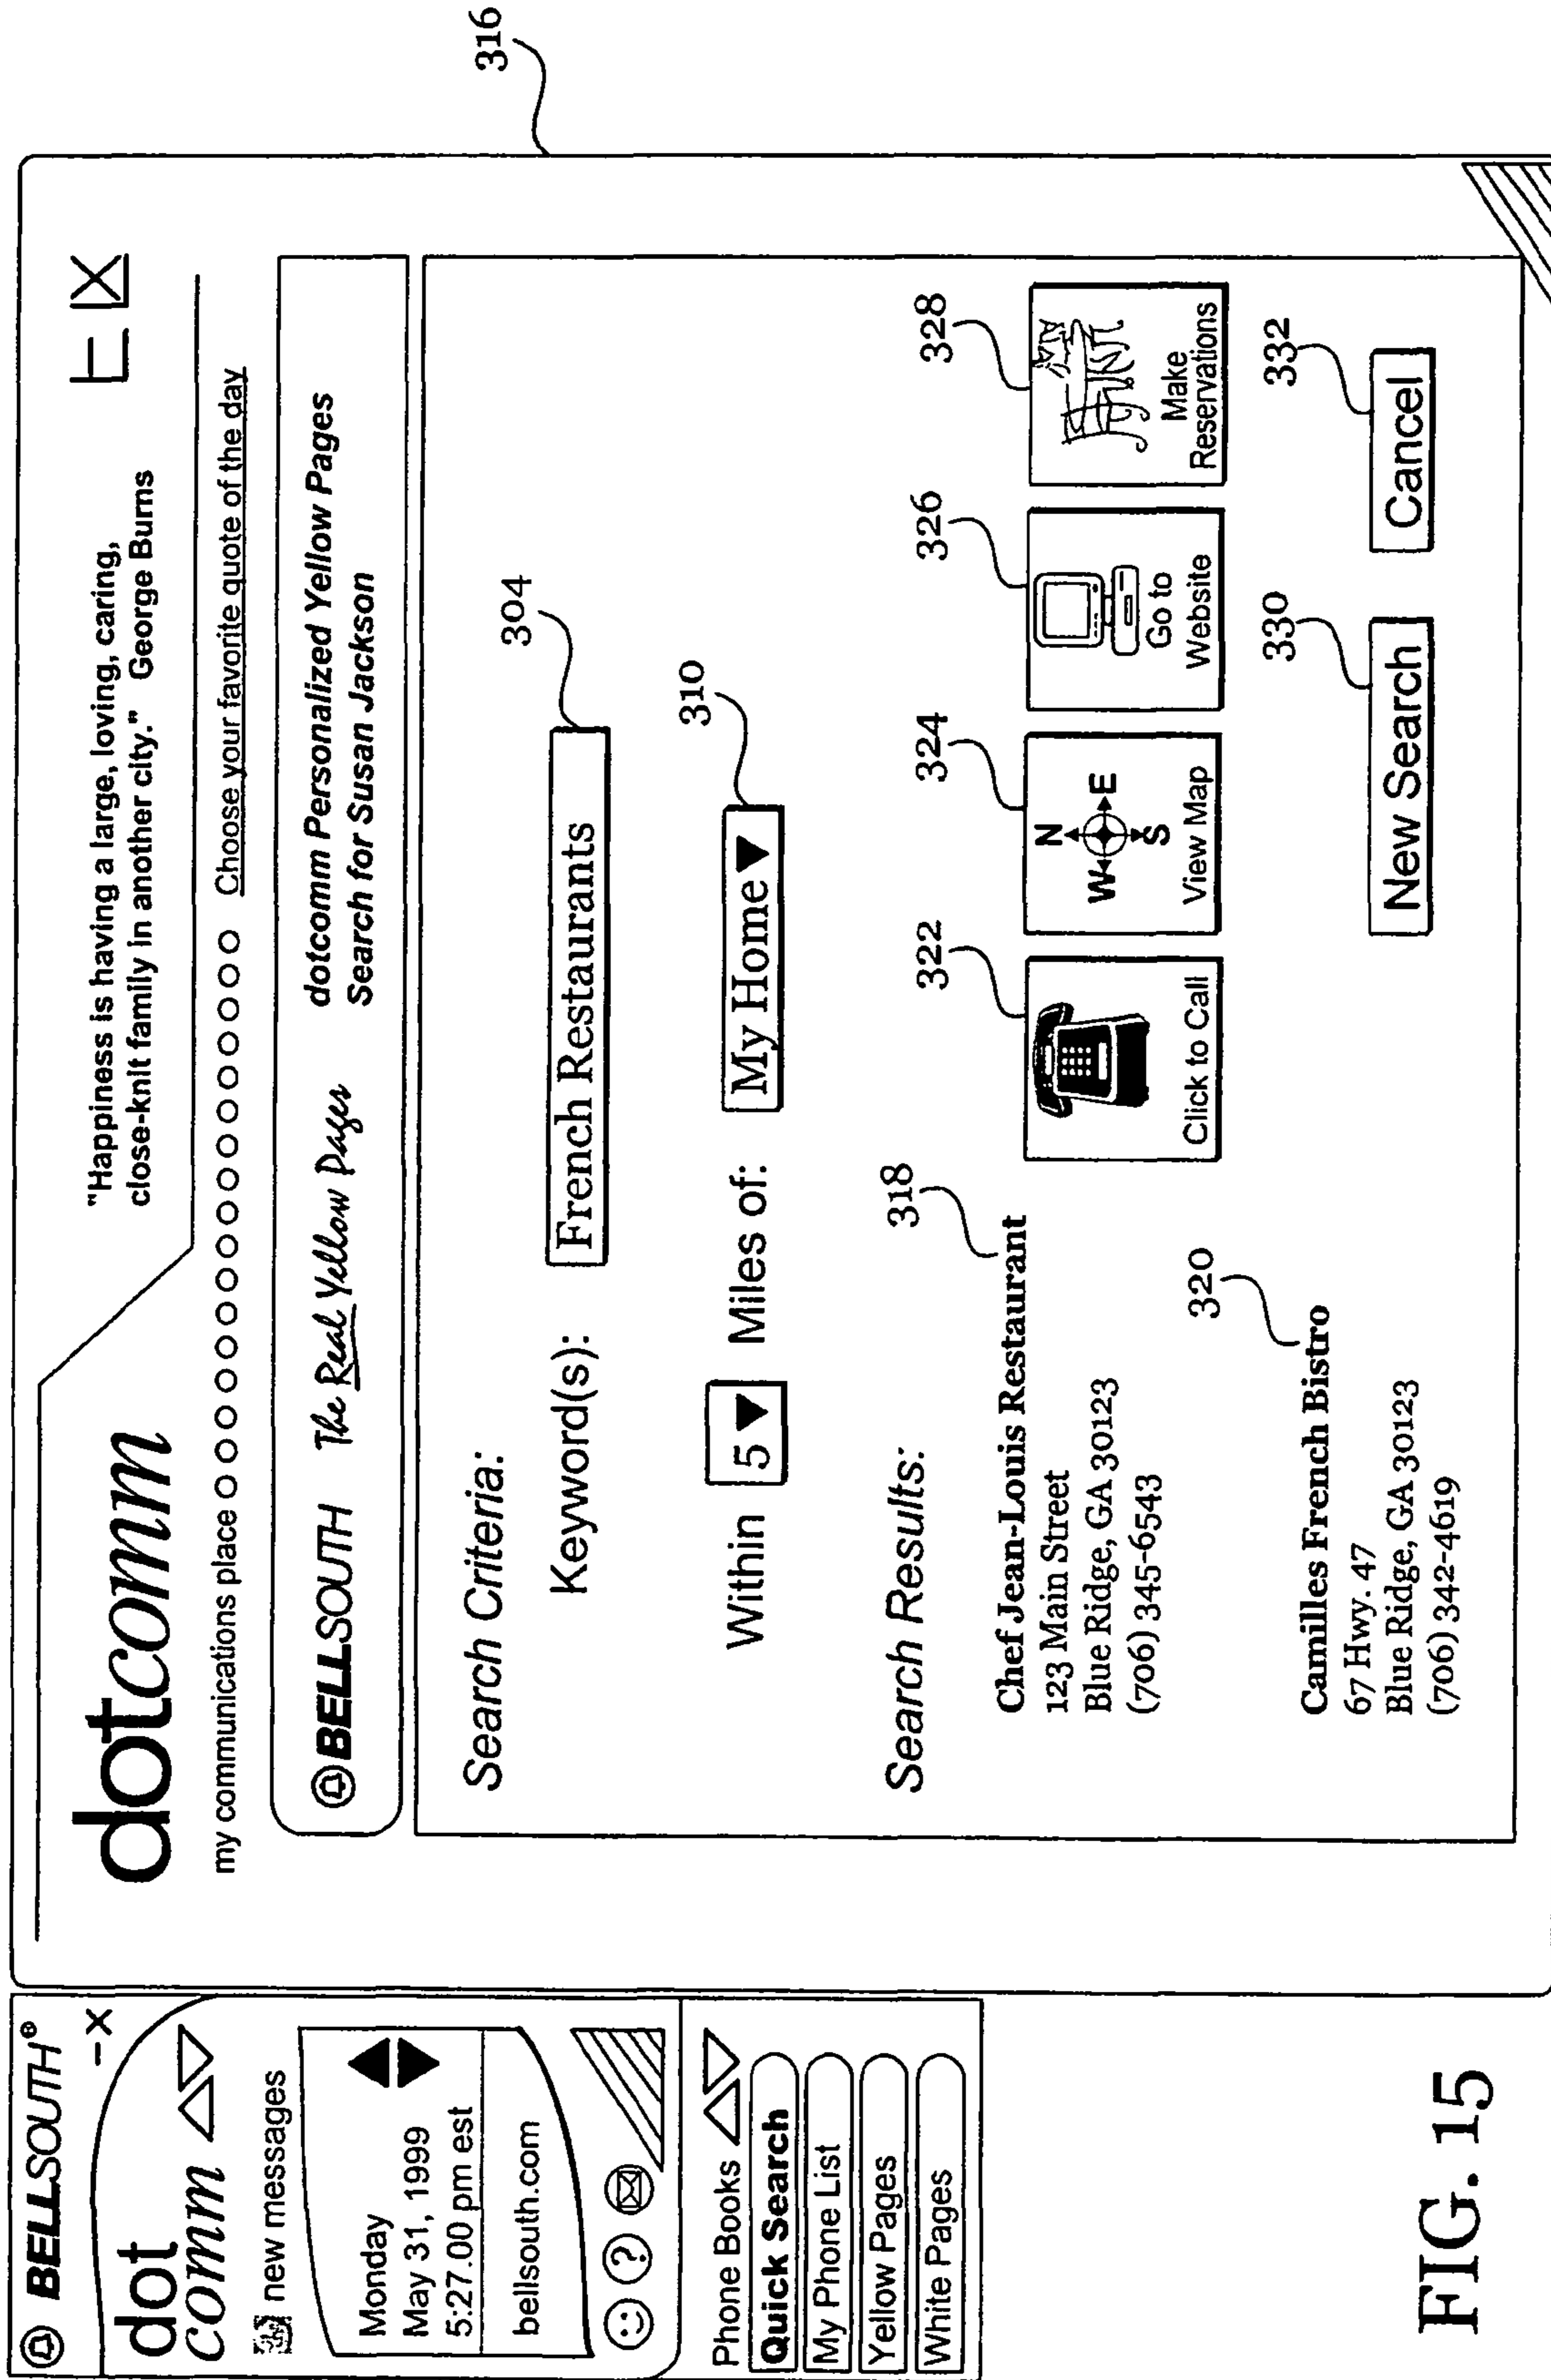 BELLSOUTH®
– X
dot
comm
new messages
Monday
May 31, 1999
5:27.00 pm est
bellsouth.com
?
Phone Books
Quick Search
My Phone List
Yellow Pages
White Pages
dotcomm
"Happiness is having a large, loving, caring,
close-knit family in another city." George Burns
my communications place
Choose your favorite quote of the day
BELLSOUTH The Real Yellow Pages
dotcomm Personalized Yellow Pages
Search for Susan Jackson
316
Search Criteria:
Keyword(s): French Restaurants
304
Within 5 Miles of: My Home
310
Search Results:
318
Chef Jean-Louis Restaurant
123 Main Street
Blue Ridge, GA 30123
(706) 345-6543
322
Click to Call
324
N
W E
S
View Map
326
Go to
Website
328
Make
Reservations
320
Camilles French Bistro
67 Hwy. 47
Blue Ridge, GA 30123
(706) 342-4619
330
New Search
332
Cancel
FIG. 15